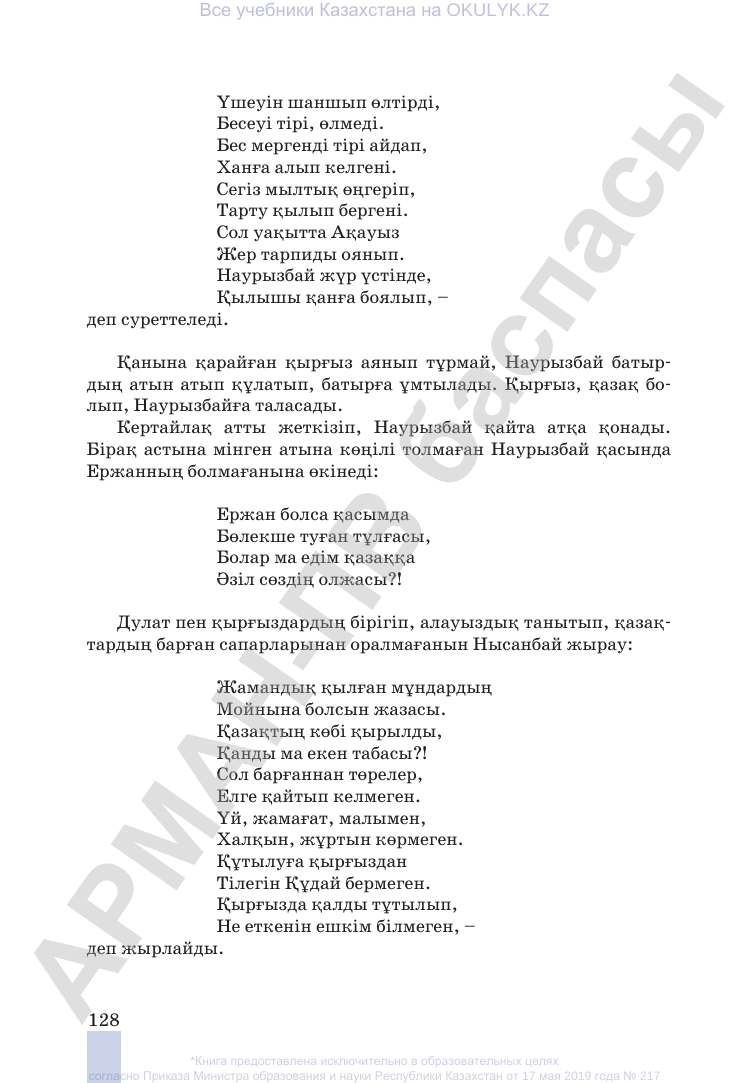 Все учебники Казахстана на OKULYK.KZ
Үшеуін шаншып өлтірді,
Бесеуі тірі, өлмеді.
Бес мергенді тірі айдап,
Ханға алып келгені.
Сегіз мылтық өңгеріп,
Тарту қылып бергені.
Сол уақытта Ақауыз
Жер тарпиды оянып.
Наурызбай жүр үстінде,
Қылышы қанға боялып, –
деп суреттеледі.
Қанына қарайған қырғыз аянып тұрмай, Наурызбай батыр-
дың атын атып құлатып, батырға ұмтылады. Қырғыз, қазақ бо-
лып, Наурызбайға таласады.
Кертайлақ атты жеткізіп, Наурызбай қайта атқа қонады.
Бірақ астына мінген атына көңілі толмаған Наурызбай қасында
Ержанның болмағанына өкінеді:
Ержан болса қасымда
Бөлекше туған тұлғасы,
Болар ма едім қазаққа
Әзіл сөздің олжасы?!
Дулат пен қырғыздардың бірігіп, алауыздық танытып, қазақ-
тардың барған сапарларынан оралмағанын Нысанбай жырау:
Жамандық қылған мұндардың
Мойнына болсын жазасы.
Қазақтың көбі қырылды,
Қанды ма екен табасы?!
Сол барғаннан төрелер,
Елге қайтып келмеген.
Үй, жамағат, малымен,
Халқын, жұртын көрмеген.
Құтылуға қырғыздан
Тілегін Құдай бермеген.
Қырғызда қалды тұтылып,
Не еткенін ешкім білмеген, –
деп жырлайды.
АРМАН-ПВ баспасы
128
*Книга предоставлена исключительно в образовательных целях
согласно Приказа Министра образования и науки Республики Казахстан от 17 мая 2019 года № 217